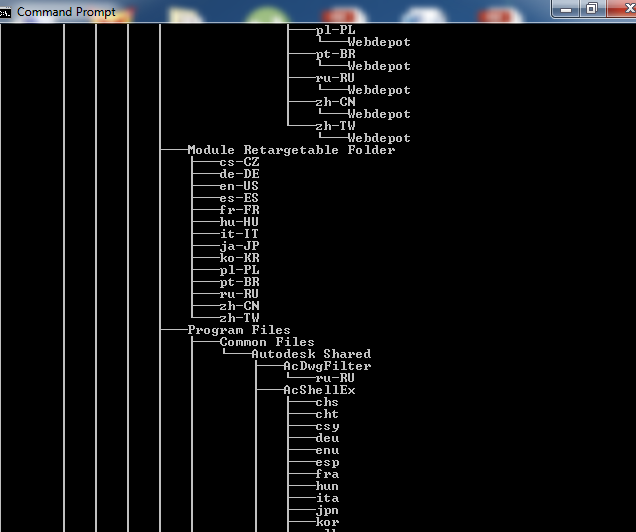 Command Prompt
pl-PL
Webdepot
pt-BR
Webdepot
ru-RU
Webdepot
zh-CN
Webdepot
zh-TW
Webdepot
Module Retargetable Folder
cs-CZ
de-DE
en-US
es-ES
fr-FR
hu-HU
it-IT
ja-JP
ko-KR
pl-PL
pt-BR
ru-RU
zh-CN
zh-TW
Program Files
Common Files
Autodesk Shared
AcDwgFilter
ru-RU
AcShellEx
chs
cht
csy
deu
enu
esp
fra
hun
ita
jpn
kor